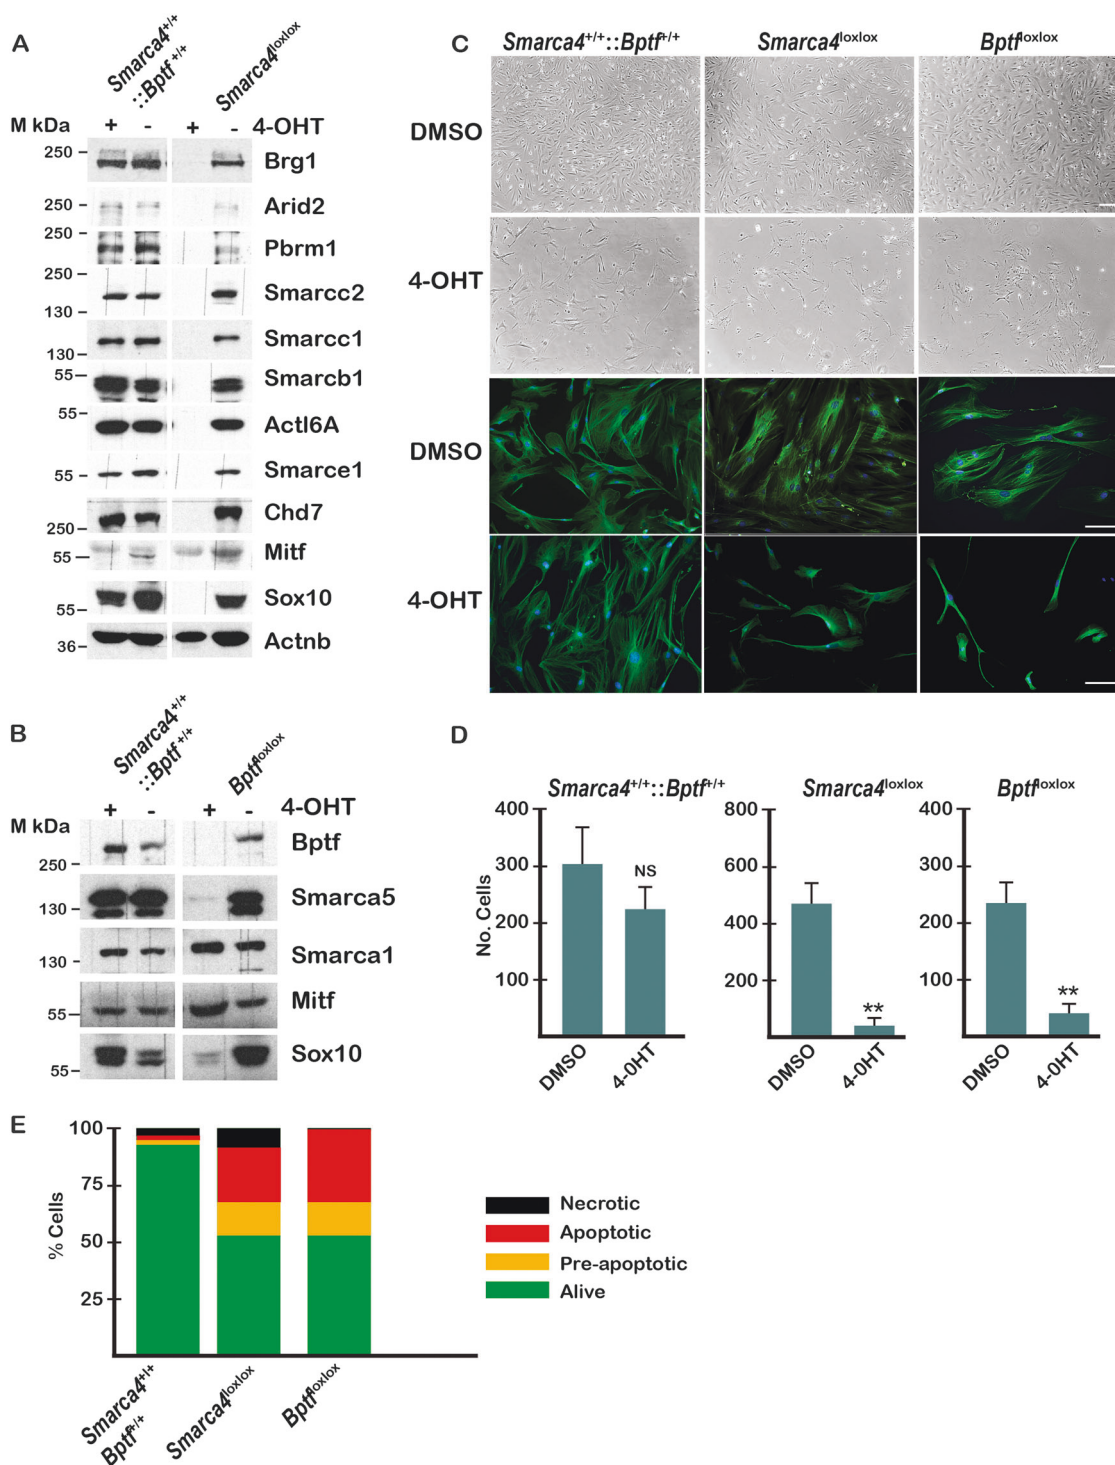 A
Smarca4+/+
::Bptf+/+
Smarca4loxlox
M kDa
+ - + - 4-OHT
250 Brg1
250 Arid2
Pbrm1
250
Smarcc2
130
Smarcc1
130
55 Smarcb1
55
Actl6A
55 Smarce1
Chd7
250
Mitf
55
Sox10
55
36 Actnb
B
Smarca4+/+
::Bptf+/+
Bptfloxlox
+ - + - 4-OHT
M kDa
Bptf
250
Smarca5
130
Smarca1
130
Mitf
55
Sox10
55
C
Smarca4+/+::Bptf+/+ Smarca4loxlox Bptfloxlox
DMSO
4-OHT
DMSO
4-OHT
D
Smarca4+/+::Bptf+/+ Smarca4loxlox Bptfloxlox
No. Cells
400
300
200
100
NS
DMSO 4-0HT
800
600
400
200
**
DMSO 4-0HT
400
300
200
100
**
DMSO 4-0HT
E
% Cells
100
75
50
25
Smarca4+/+
Bptf+/+
Smarca4loxlox
Bptfloxlox
Necrotic
Apoptotic
Pre-apoptotic
Alive